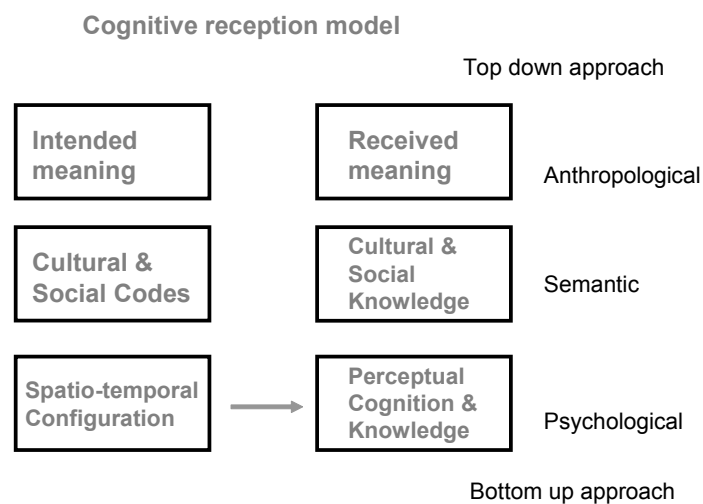 Cognitive reception model
Top down approach
Intended
meaning
Received
meaning
Anthropological
Cultural &
Social Codes
Cultural &
Social
Knowledge
Semantic
Spatio-temporal
Configuration
Perceptual
Cognition &
Knowledge
Psychological
Bottom up approach